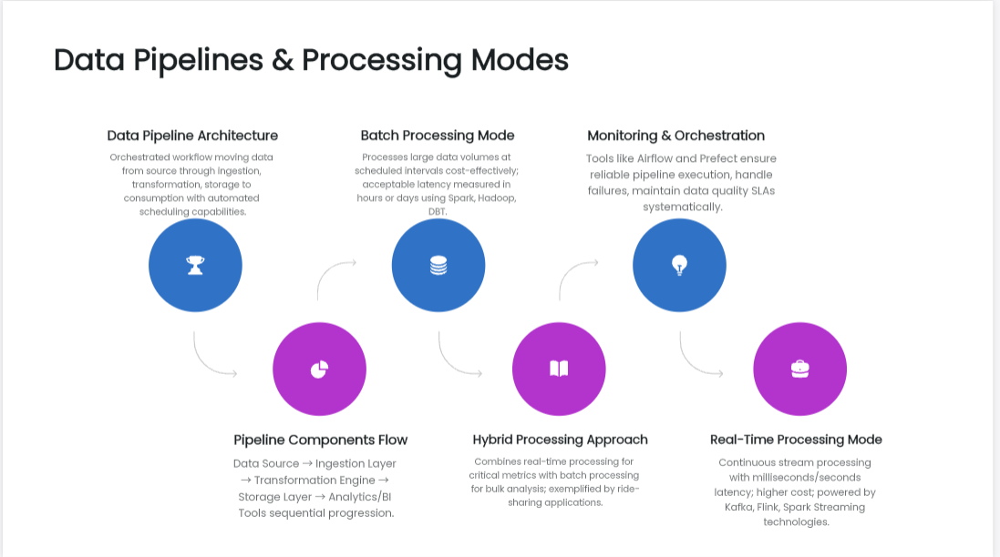 Data Pipelines & Processing Modes
Data Pipeline Architecture
Orchestrated workflow moving data
from source through ingestion,
transformation, storage to
consumption with automated
scheduling capabilities.
Batch Processing Mode
Processes large data volumes at
scheduled intervals cost-effectively;
acceptable latency measured in
hours or days using Spark, Hadoop,
DBT.
Monitoring & Orchestration
Tools like Airflow and Prefect ensure
reliable pipeline execution, handle
failures, maintain data quality SLAs
systematically.
Pipeline Components Flow
Data Source → Ingestion Layer
→ Transformation Engine →
Storage Layer → Analytics/BI
Tools sequential progression.
Hybrid Processing Approach
Combines real-time processing for
critical metrics with batch processing
for bulk analysis; exemplified by ride-
sharing applications.
Real-Time Processing Mode
Continuous stream processing
with milliseconds/seconds
latency; higher cost; powered by
Kafka, Flink, Spark Streaming
technologies.